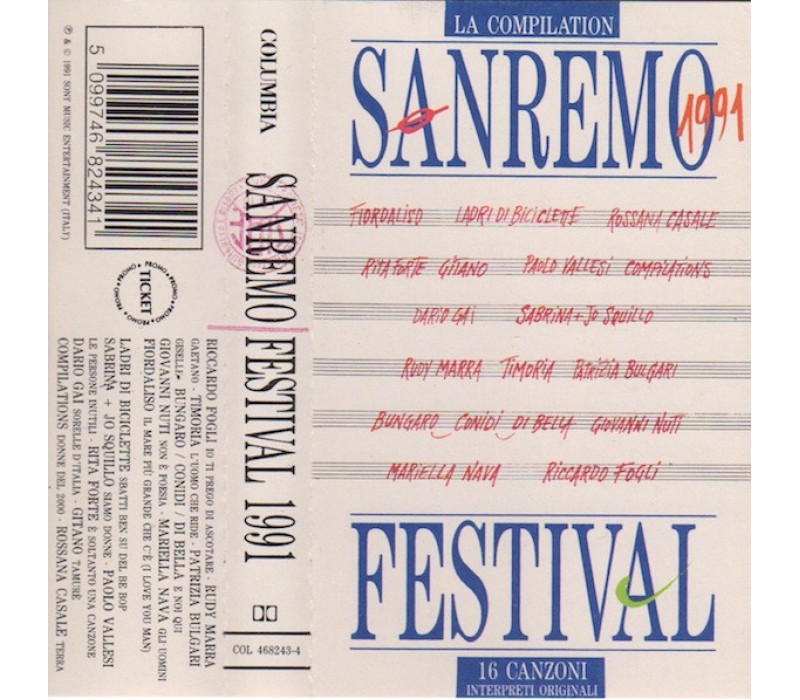 LA COMPILATION
SANREMO
1991
FIORDALISO LADRI DI BICICLETTE ROSSANA CASALE
RITA FORTE GITANO PAOLO VALLESI COMPILATIONS
DARIO GAI SABRINA + JO SQUILLO
RUDY MARRA TIMORIA PATRIZIA BULGARI
BUNGARO CONIDI DI BELLA GIOVANNI NUTI
MARIELLA NAVA RICCARDO FOGLI
FESTIVAL
16 CANZONI
INTERPRETI ORIGINALI
COLUMBIA SANREMO FESTIVAL 1991
COL 468243-4
5 099746 824341
℗ & © 1991 SONY MUSIC ENTERTAINMENT (ITALY)
PROMO PROMO PROMO PROMO
TICKET
RICCARDO FOGLI IO TI PREGO DI ASCOTARE · RUDY MARRA
GAETANO · TIMORIA L'UOMO CHE RIDE · PATRIZIA BULGARI
GISELLE · BUNGARO / CONIDI / DI BELLA E NOI QUI
GIOVANNI NUTI NON È POESIA · MARIELLA NAVA GLI UOMINI
FIORDALISO IL MARE PIÙ GRANDE CHE C'È (I LOVE YOU MAN)
LADRI DI BICICLETTE SBATTI BEN SU DEL BE BOP
SABRINA + JO SQUILLO SIAMO DONNE · PAOLO VALLESI
LE PERSONE INUTILI · RITA FORTE È SOLTANTO UNA CANZONE
DARIO GAI SORELLE D'ITALIA · GITANO TAMURÈ
COMPILATIONS DONNE DEL 2000 · ROSSANA CASALE TERRA